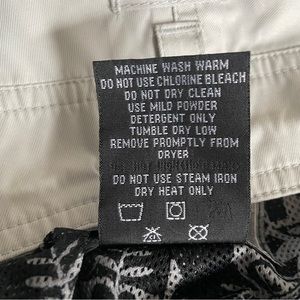 MACHINE WASH WARM
DO NOT USE CHLORINE BLEACH
DO NOT DRY CLEAN
USE MILD POWDER
DETERGENT ONLY
TUMBLE DRY LOW
REMOVE PROMPTLY FROM
DRYER
DO NOT USE STEAM IRON
DRY HEAT ONLY